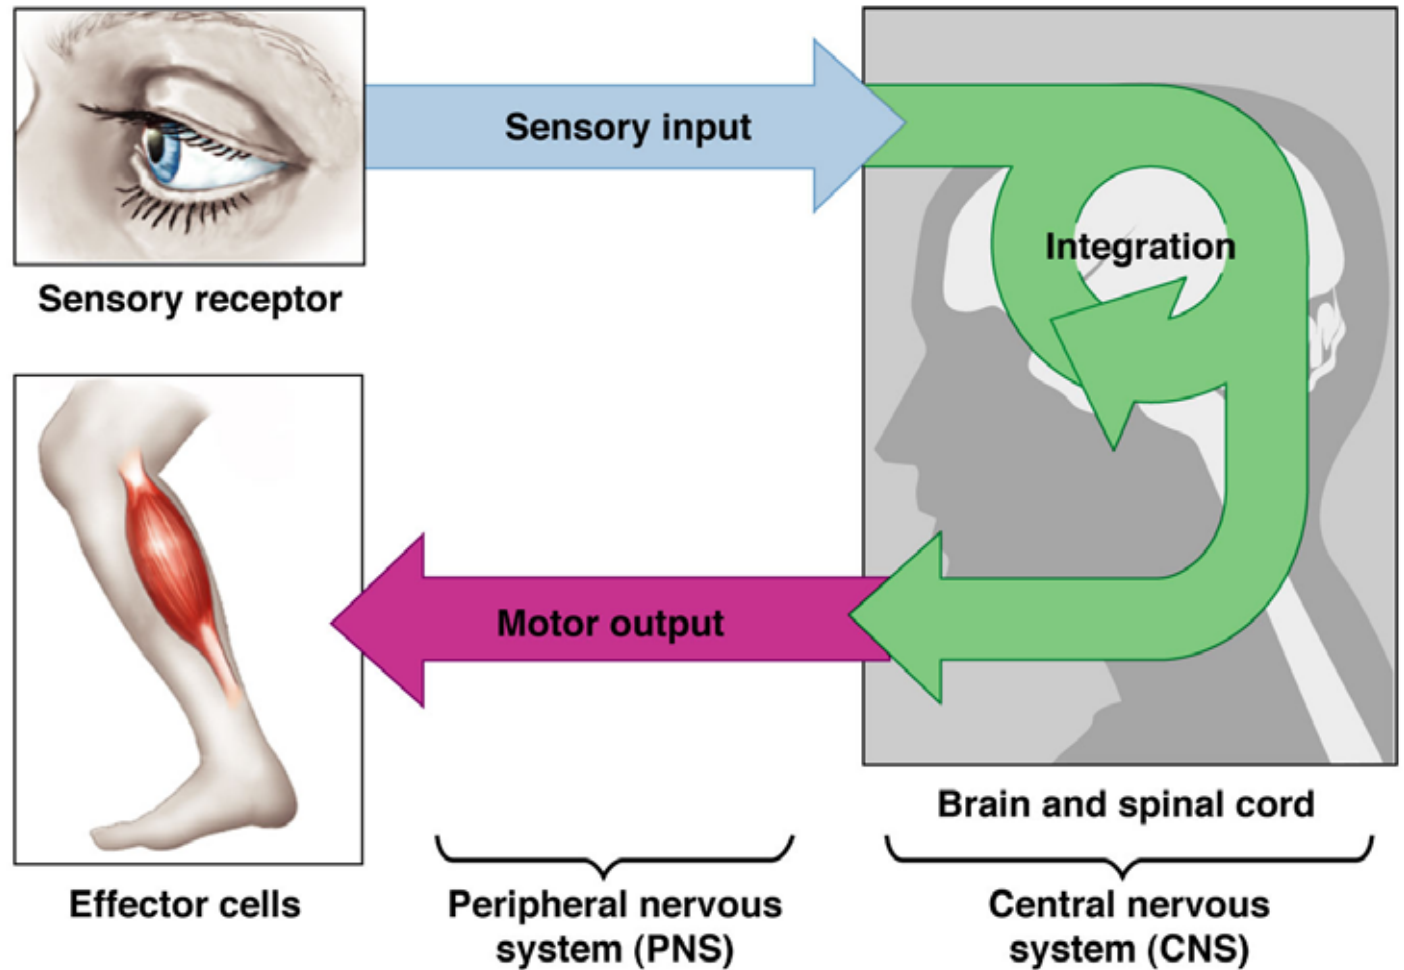 Sensory input
Integration
Sensory receptor
Motor output
Brain and spinal cord
Effector cells
Peripheral nervous
system (PNS)
Central nervous
system (CNS)